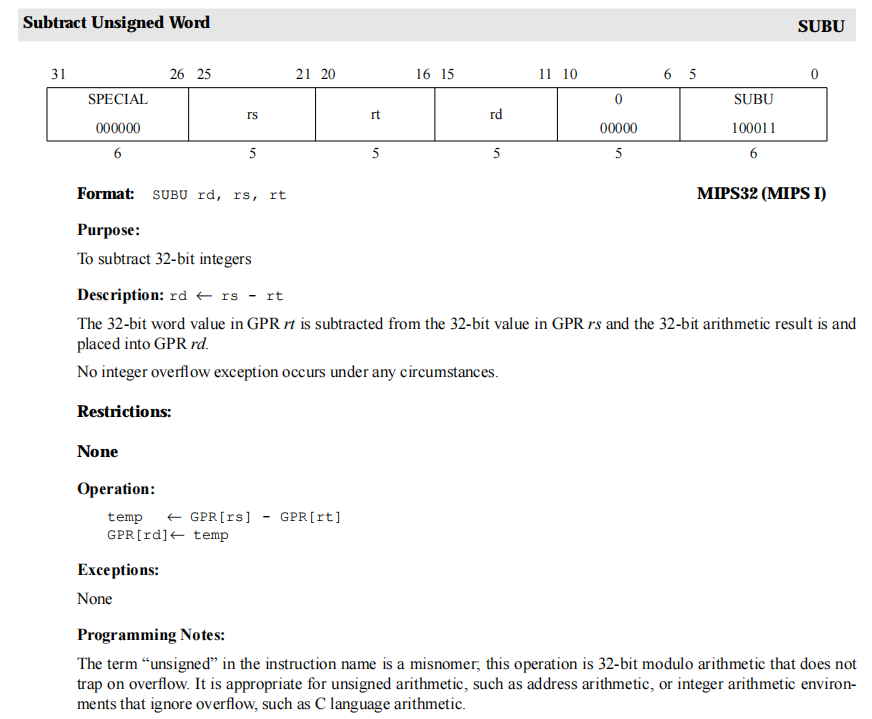 Subtract Unsigned Word SUBU
31 26 25 21 20 16 15 11 10 6 5 0
SPECIAL 0 SUBU
rs rt rd
000000 00000 100011
6 5 5 5 5 6
Format: SUBU rd, rs, rt MIPS32 (MIPS I)
Purpose:
To subtract 32-bit integers
Description: rd ← rs - rt
The 32-bit word value in GPR rt is subtracted from the 32-bit value in GPR rs and the 32-bit arithmetic result is and
placed into GPR rd.
No integer overflow exception occurs under any circumstances.
Restrictions:
None
Operation:
temp ← GPR[rs] - GPR[rt]
GPR[rd]← temp
Exceptions:
None
Programming Notes:
The term “unsigned” in the instruction name is a misnomer; this operation is 32-bit modulo arithmetic that does not
trap on overflow. It is appropriate for unsigned arithmetic, such as address arithmetic, or integer arithmetic environ-
ments that ignore overflow, such as C language arithmetic.